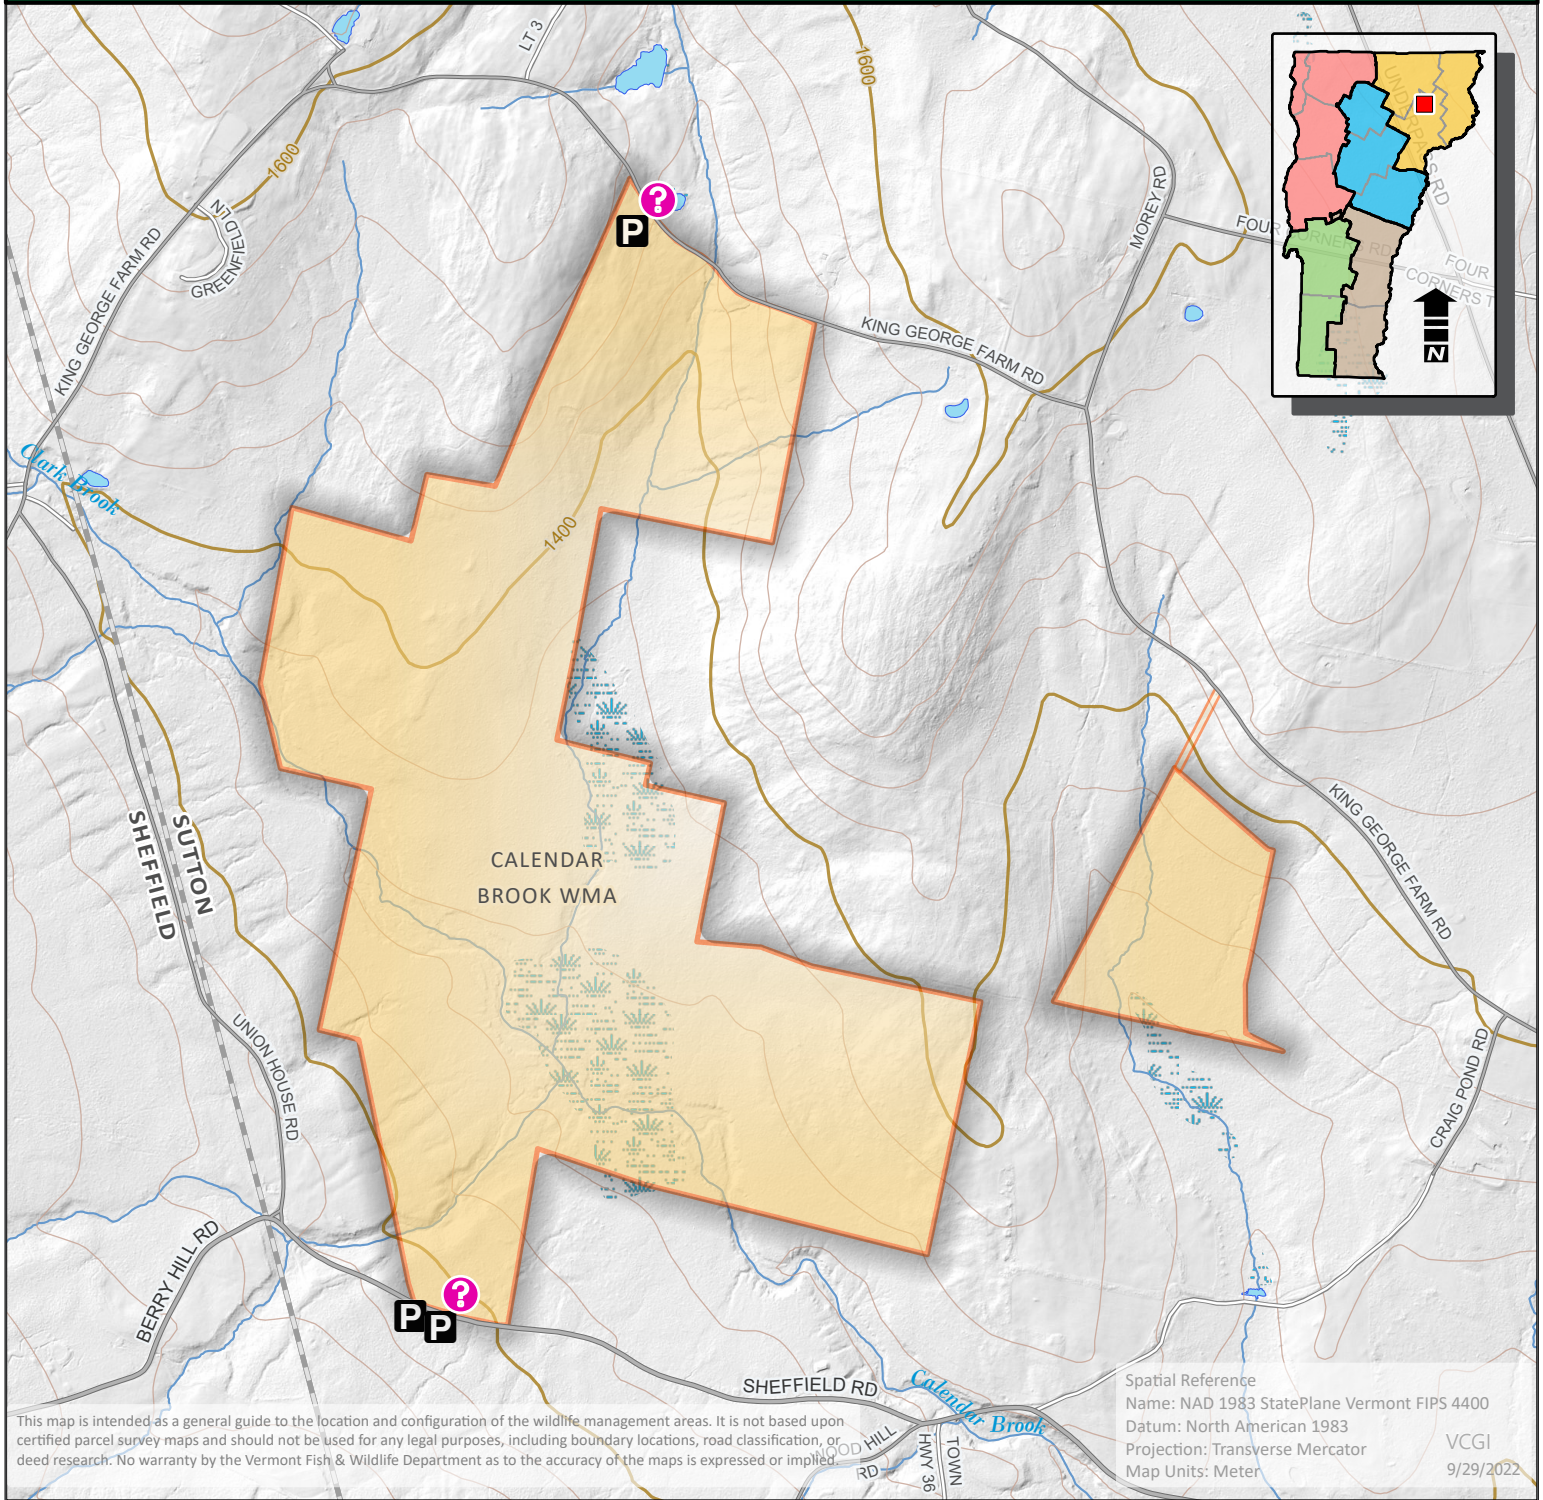 LT 3
1600
1600
UNDERPASS RD
N
KING GEORGE FARM RD
GREENFIELD LN
MOREY RD
FOUR CORNERS RD
FOUR
CORNERS T
KING GEORGE FARM RD
Clark Brook
1400
P
?
SUTTON
SHEFFIELD
CALENDAR
BROOK WMA
KING GEORGE FARM RD
UNION HOUSE RD
CRAIG POND RD
BERRY HILL RD
?
P
P
SHEFFIELD RD
Calendar Brook
WOOD HILL
RD
TOWN
HWY 36
This map is intended as a general guide to the location and configuration of the wildlife management areas. It is not based upon
certified parcel survey maps and should not be used for any legal purposes, including boundary locations, road classification, or
deed research. No warranty by the Vermont Fish & Wildlife Department as to the accuracy of the maps is expressed or implied.
Spatial Reference
Name: NAD 1983 StatePlane Vermont FIPS 4400
Datum: North American 1983
Projection: Transverse Mercator
Map Units: Meter
VCGI
9/29/2022